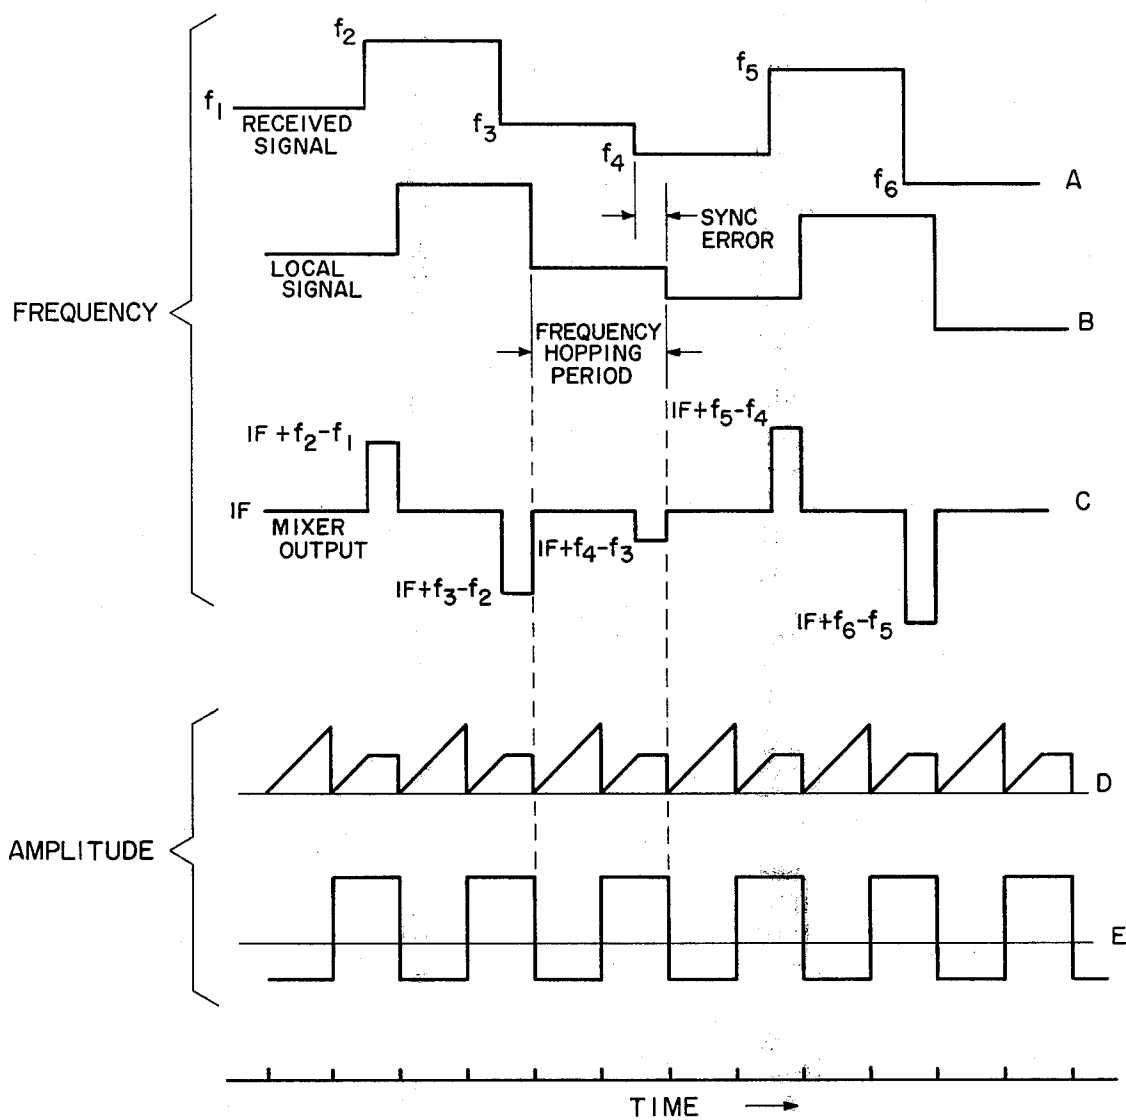 f2
f1
RECEIVED
SIGNAL
f3
f4
f5
f6
A
SYNC
ERROR
LOCAL
SIGNAL
B
FREQUENCY
FREQUENCY
HOPPING
PERIOD
IF+f2-f1
IF+f5-f4
IF
MIXER
OUTPUT
C
IF+f3-f2
IF+f4-f3
IF+f6-f5
D
AMPLITUDE
E
TIME